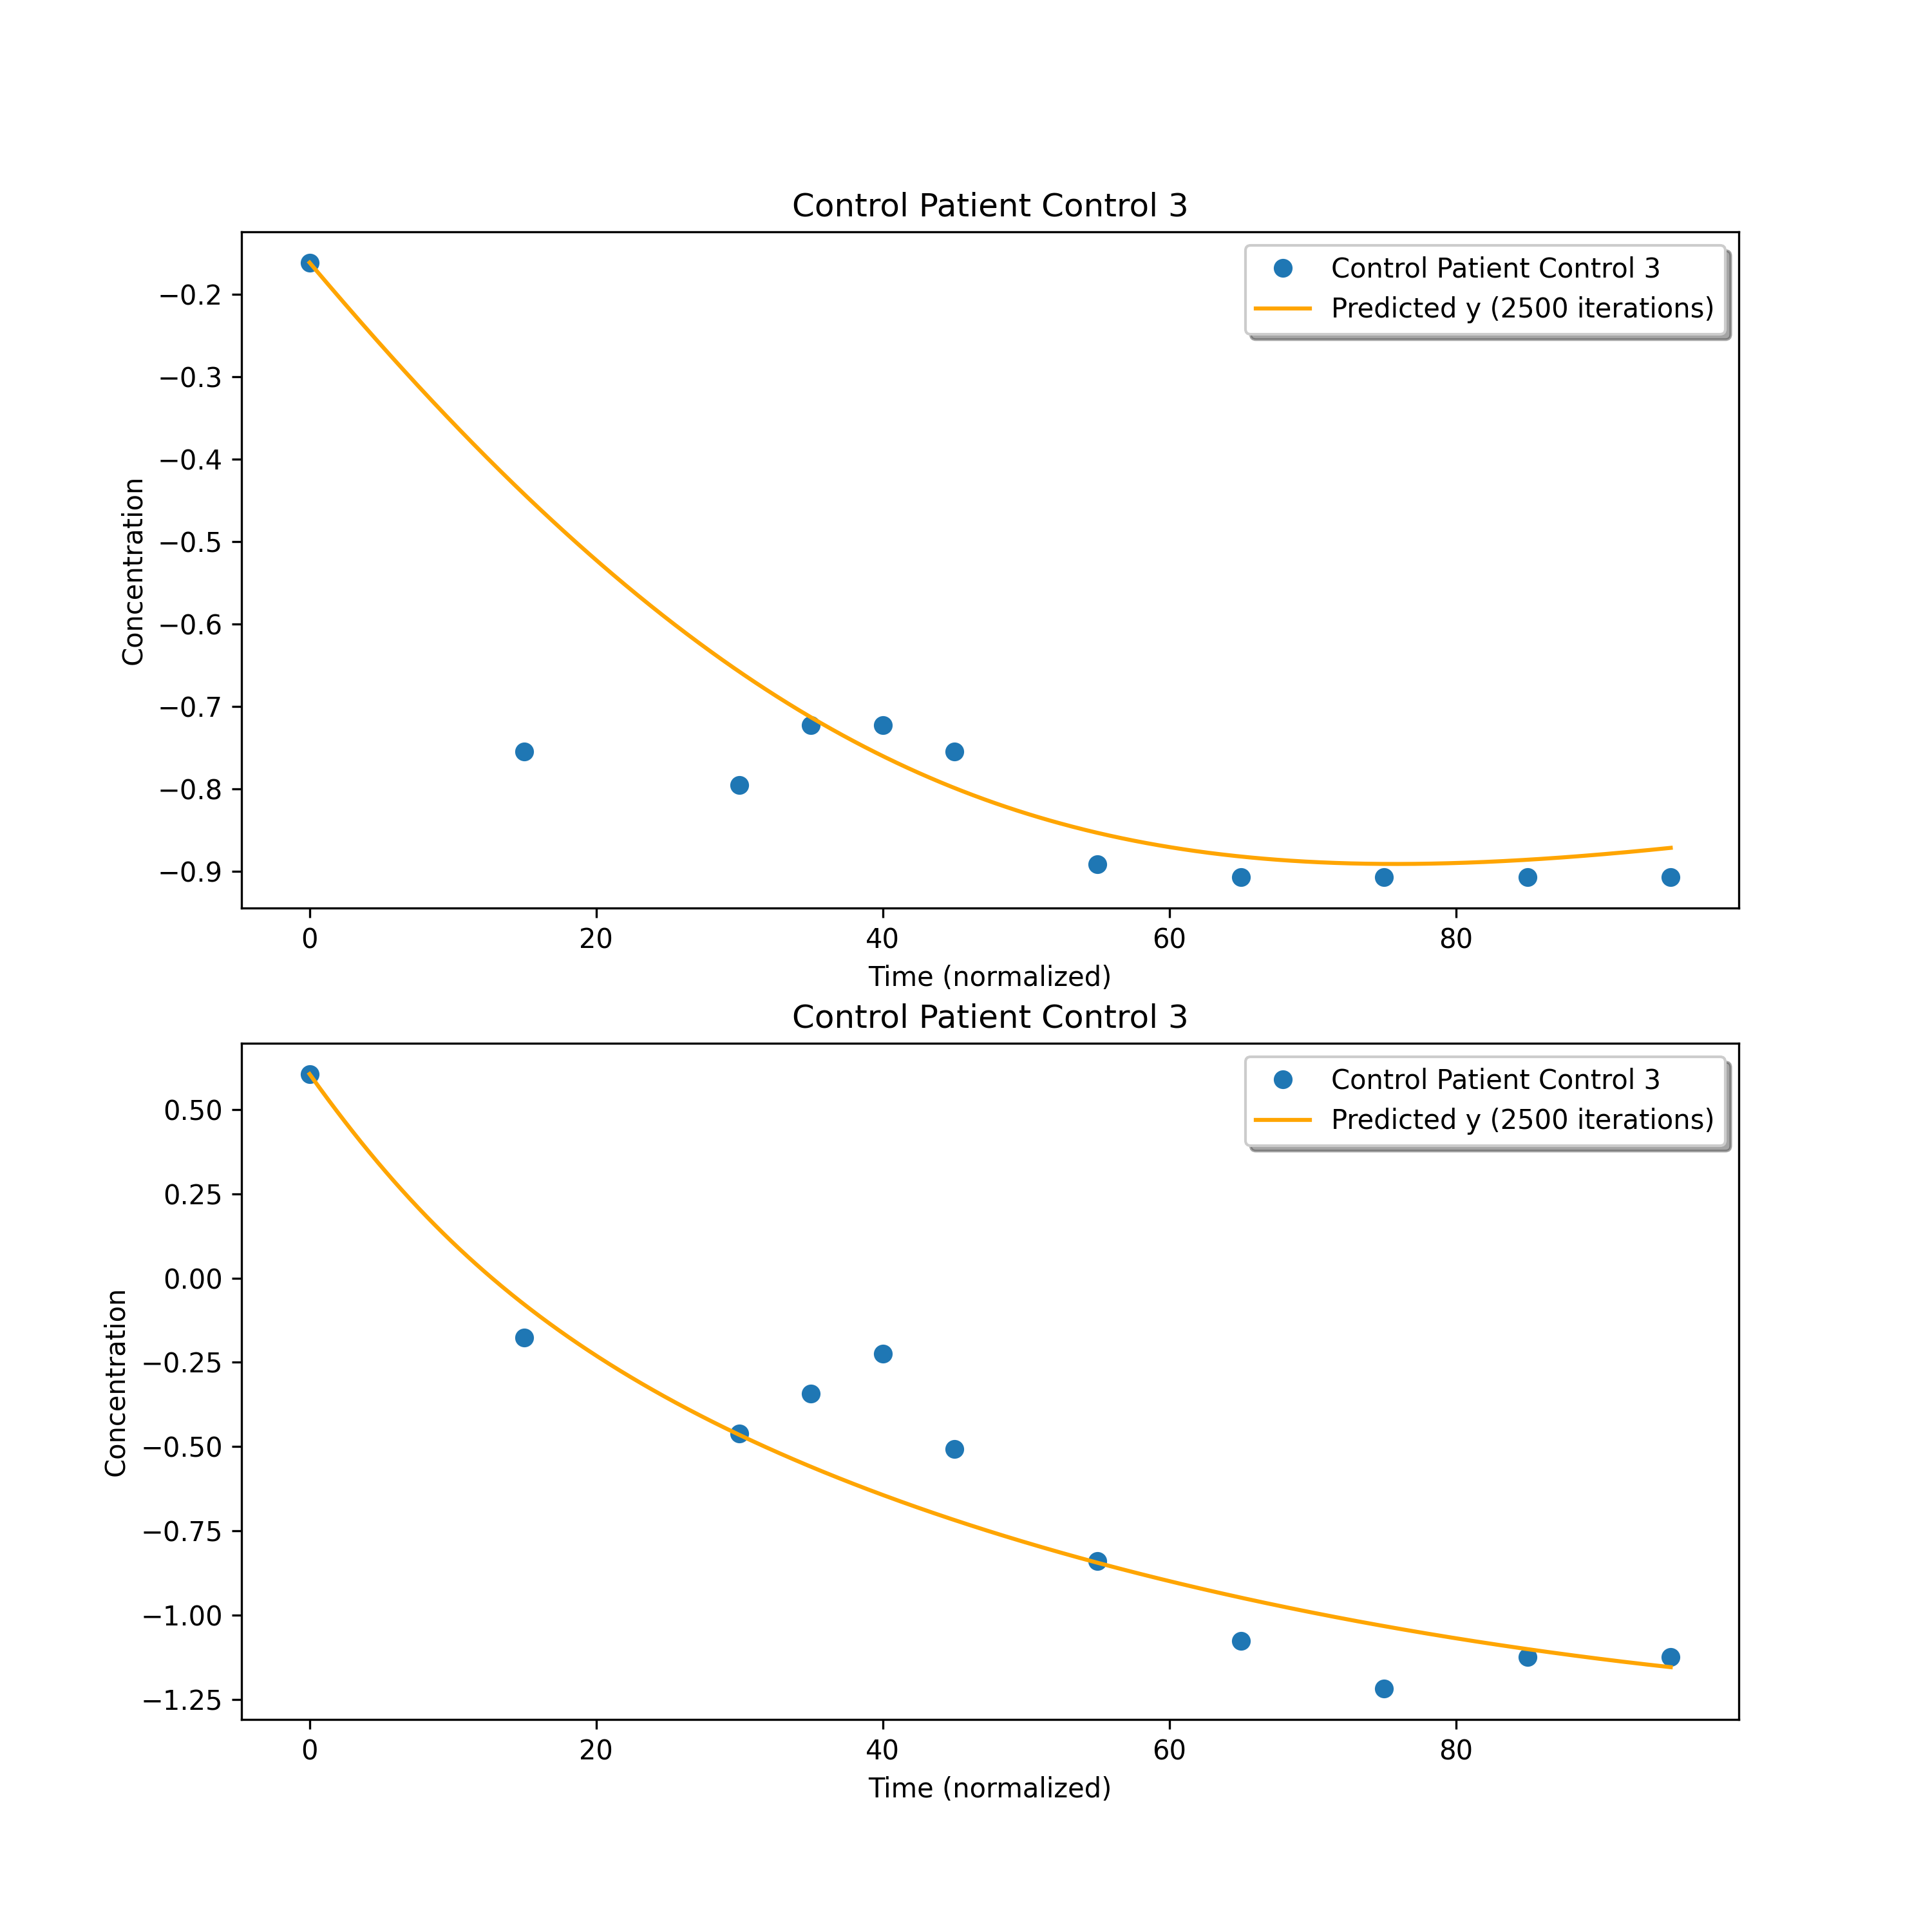 Control Patient Control 3
Control Patient Control 3
Predicted y (2500 iterations)
−0.2
−0.3
−0.4
−0.5
−0.6
−0.7
−0.8
−0.9
Concentration
0 20 40 60 80
Time (normalized)
Control Patient Control 3
Control Patient Control 3
Predicted y (2500 iterations)
0.50
0.25
0.00
−0.25
−0.50
−0.75
−1.00
−1.25
Concentration
0 20 40 60 80
Time (normalized)